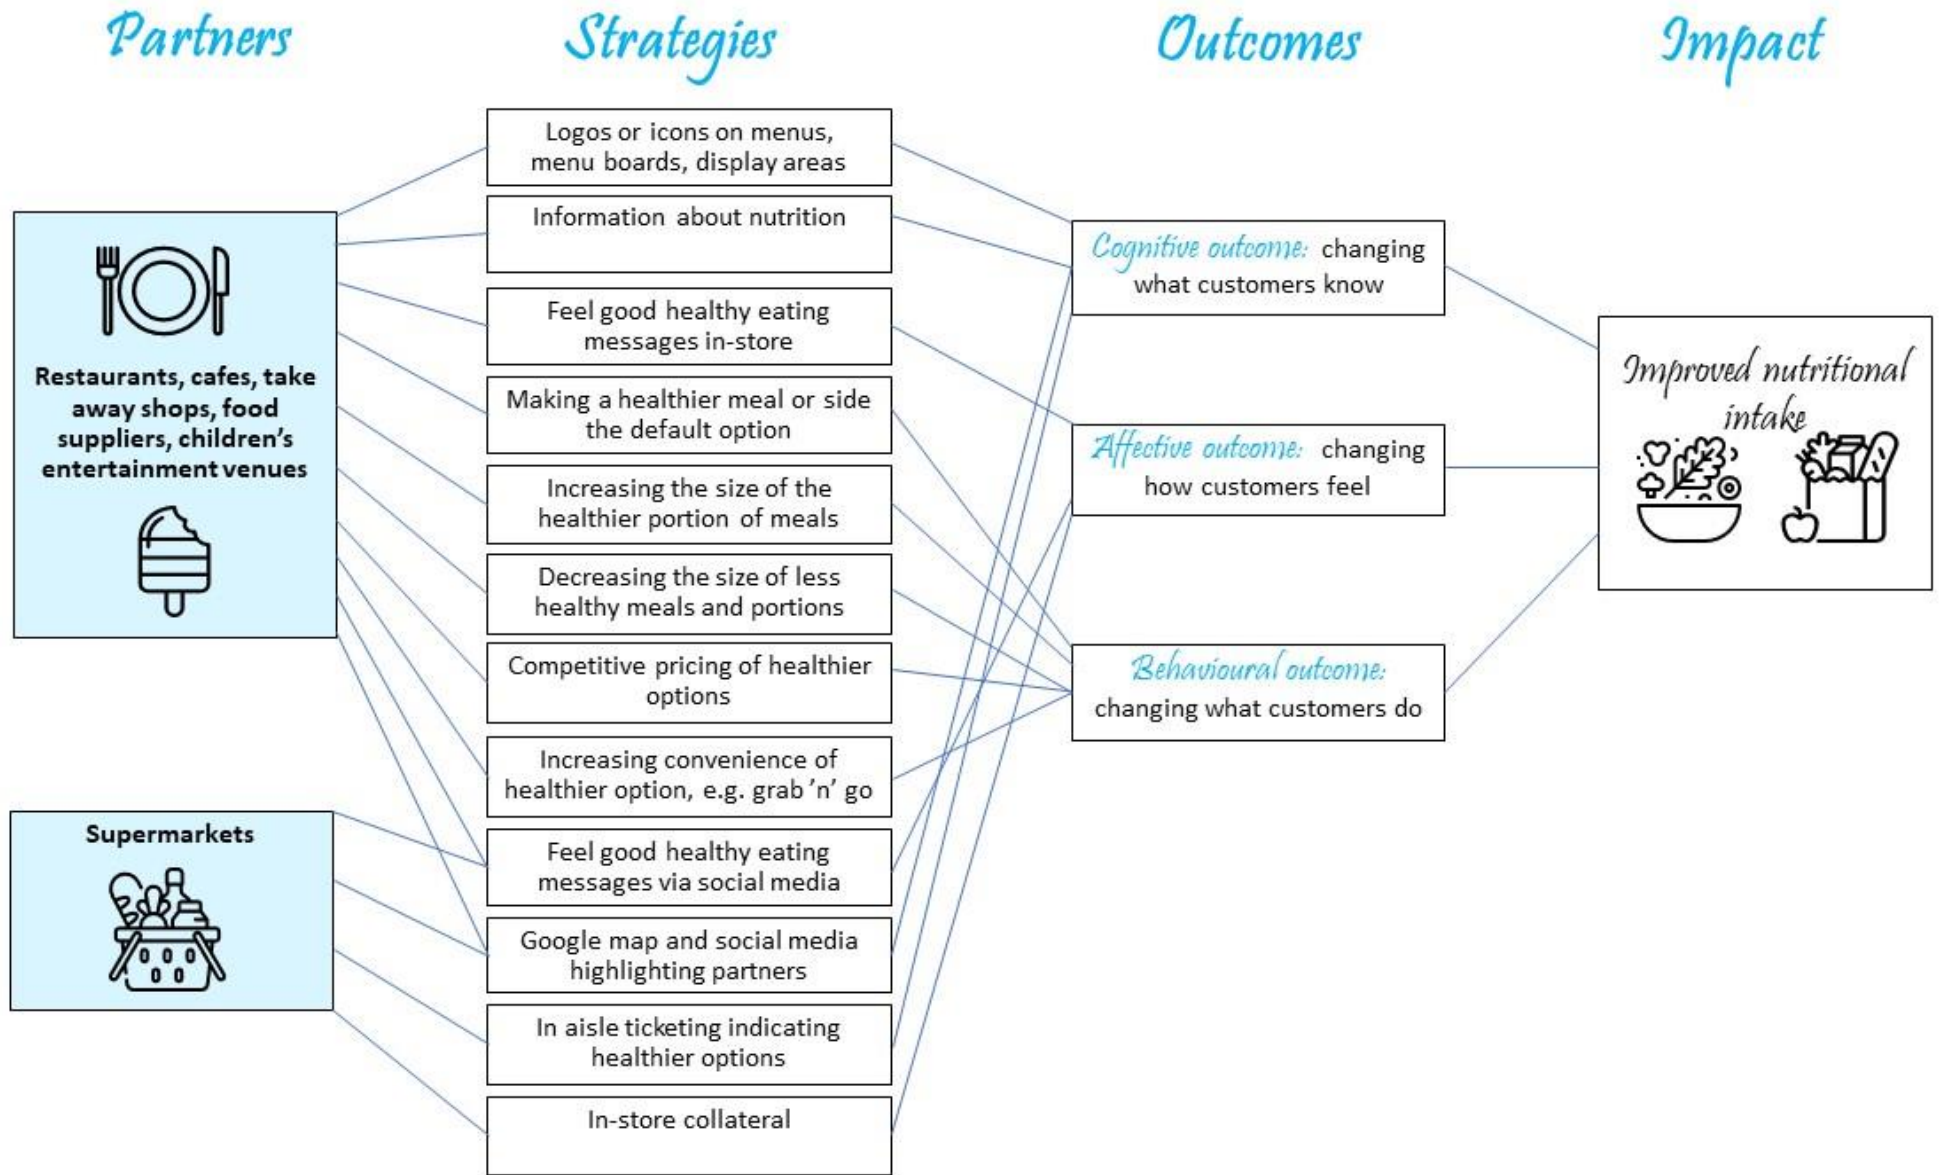 Partners
Strategies
Outcomes
Impact
Restaurants, cafes, take
away shops, food
suppliers, children’s
entertainment venues
Supermarkets
Logos or icons on menus,
menu boards, display areas
Information about nutrition
Feel good healthy eating
messages in-store
Making a healthier meal or side
the default option
Increasing the size of the
healthier portion of meals
Decreasing the size of less
healthy meals and portions
Competitive pricing of healthier
options
Increasing convenience of
healthier option, e.g. grab ’n’ go
Feel good healthy eating
messages via social media
Google map and social media
highlighting partners
In aisle ticketing indicating
healthier options
In-store collateral
Cognitive outcome: changing
what customers know
Affective outcome: changing
how customers feel
Behavioural outcome:
changing what customers do
Improved nutritional
intake